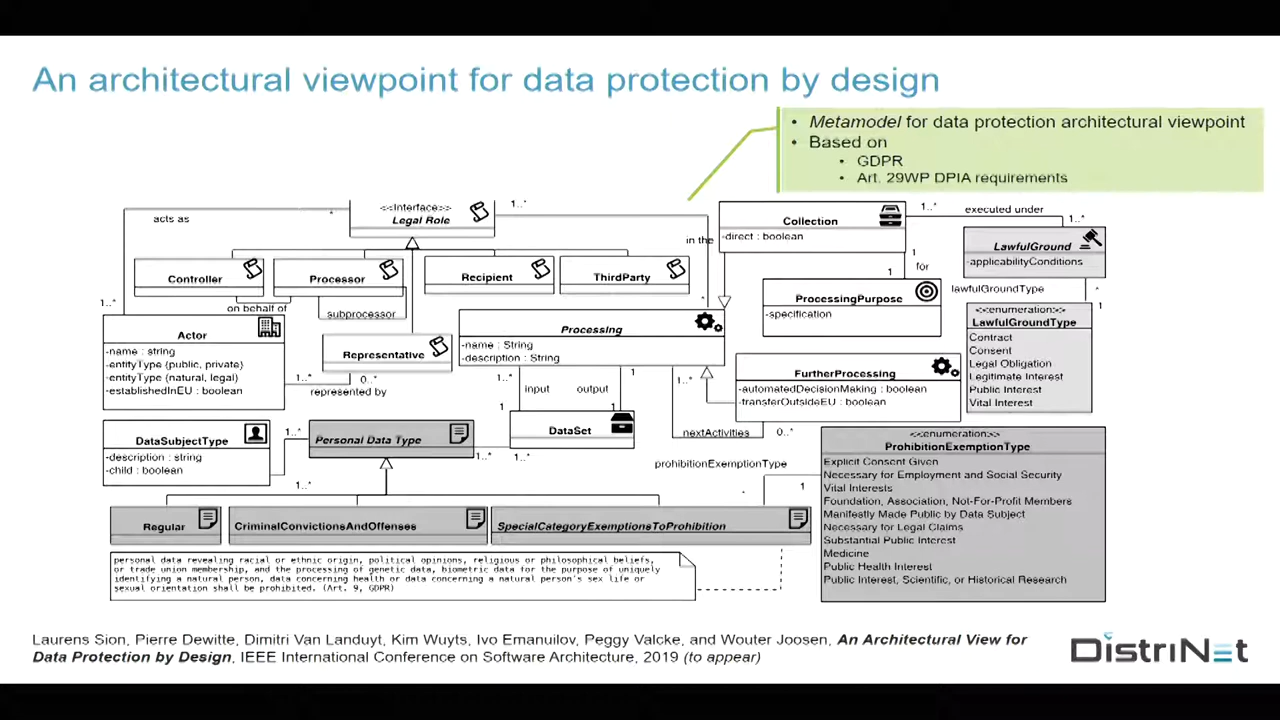 An architectural viewpoint for data protection by design
• Metamodel for data protection architectural viewpoint
• Based on
• GDPR
• Art. 29WP DPIA requirements
<<Interface>>
Legal Role
acts as
*
1..*
in the
Controller
Processor
Recipient
ThirdParty
on behalf of
subprocessor
1..*
Actor
-name : string
-entityType (public, private)
-entityType (natural, legal)
-establishedInEU : boolean
Representative
1..*
0..*
represented by
Collection
-direct : boolean
1..*
executed under
1..*
LawfulGround
-applicabilityConditions
1
for
1
ProcessingPurpose
-specification
lawfulGroundType
*
1
<<enumeration>>
LawfulGroundType
Contract
Consent
Legal Obligation
Legitimate Interest
Public Interest
Vital Interest
*
Processing
-name : String
-description : String
1..*
input
output
1
1
1
1..*
FurtherProcessing
-automatedDecisionMaking : boolean
-transferOutsideEU : boolean
nextActivities
0..*
DataSet
1..*
1..*
DataSubjectType
-description : string
-child : boolean
1..*
1..*
Personal Data Type
prohibitionExemptionType
*
1
<<enumeration>>
ProhibitionExemptionType
Explicit Consent Given
Necessary for Employment and Social Security
Vital Interests
Foundation, Association, Not-For-Profit Members
Manifestly Made Public by Data Subject
Necessary for Legal Claims
Substantial Public Interest
Medicine
Public Health Interest
Public Interest, Scientific, or Historical Research
Regular
CriminalConvictionsAndOffenses
SpecialCategoryExemptionsToProhibition
personal data revealing racial or ethnic origin, political opinions, religious or philosophical beliefs,
or trade union membership, and the processing of genetic data, biometric data for the purpose of uniquely
identifying a natural person, data concerning health or data concerning a natural person's sex life or
sexual orientation shall be prohibited. (Art. 9, GDPR)
Laurens Sion, Pierre Dewitte, Dimitri Van Landuyt, Kim Wuyts, Ivo Emanuilov, Peggy Valcke, and Wouter Joosen, An Architectural View for
Data Protection by Design, IEEE International Conference on Software Architecture, 2019 (to appear)
DistriNet